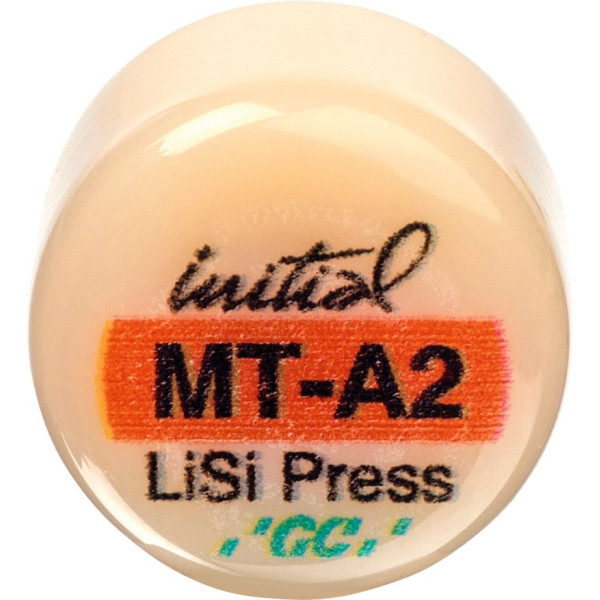 initial
MT-A2
LiSi Press
'GC'